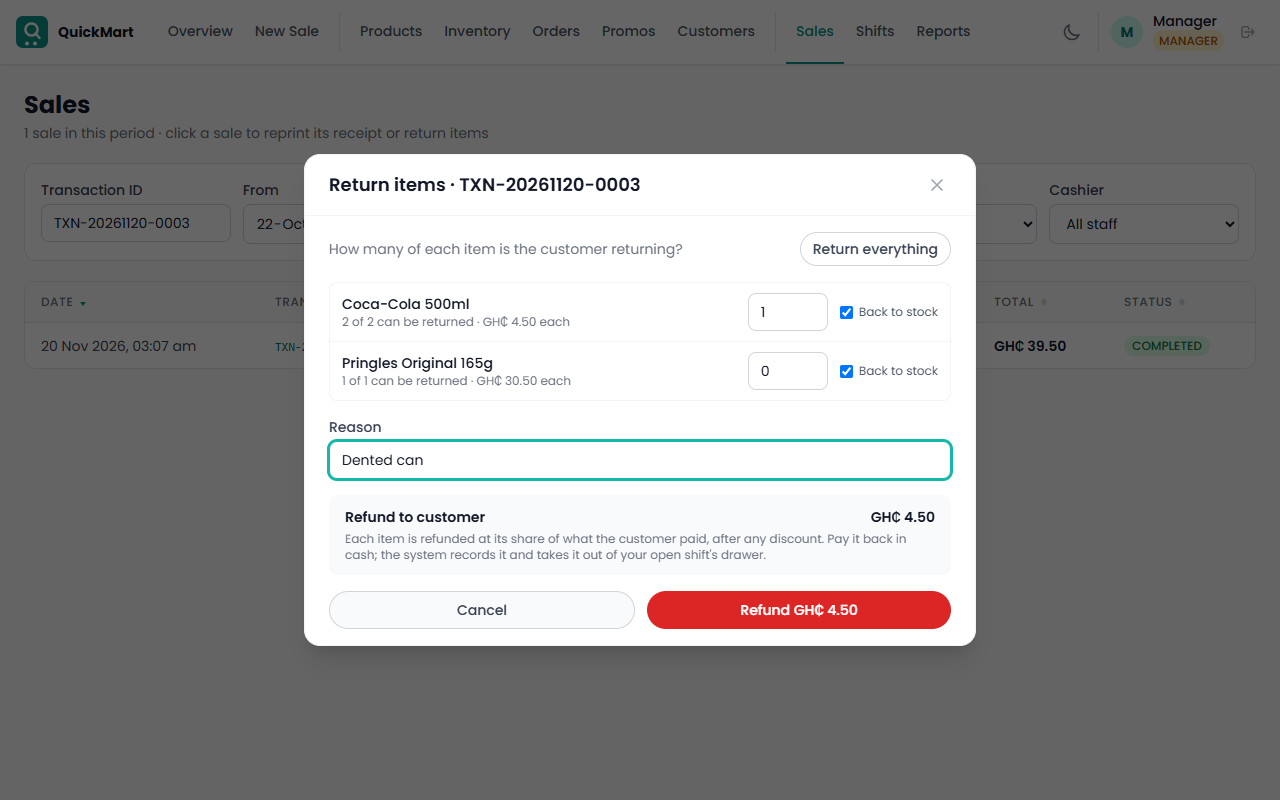 QuickMart
Overview
New Sale
Products
Inventory
Orders
Promos
Customers
Sales
Shifts
Reports
M
Manager
MANAGER
Sales
1 sale in this period · click a sale to reprint its receipt or return items
Transaction ID
From
Cashier
TXN-20261120-0003
22-Oct
All staff
DATE
TRAN
TOTAL
STATUS
20 Nov 2026, 03:07 am
TXN-2
GH₵ 39.50
COMPLETED
Return items · TXN-20261120-0003
How many of each item is the customer returning?
Return everything
Coca-Cola 500ml
2 of 2 can be returned · GH₵ 4.50 each
1
Back to stock
Pringles Original 165g
1 of 1 can be returned · GH₵ 30.50 each
0
Back to stock
Reason
Dented can
Refund to customer
GH₵ 4.50
Each item is refunded at its share of what the customer paid, after any discount. Pay it back in
cash; the system records it and takes it out of your open shift's drawer.
Cancel
Refund GH₵ 4.50